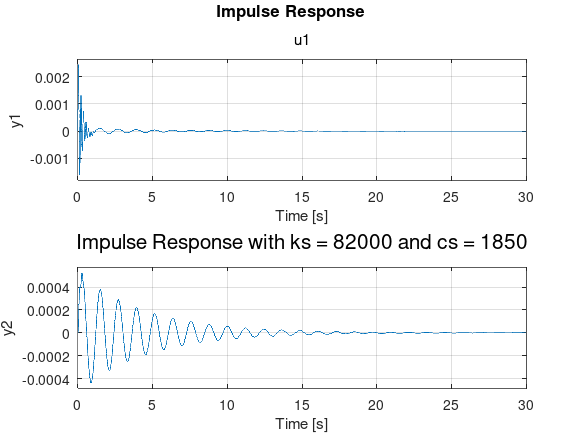 Impulse Response
u1
y1
0.002
0.001
0
-0.001
0 5 10 15 20 25 30
Time [s]
Impulse Response with ks = 82000 and cs = 1850
y2
0.0004
0.0002
0
-0.0002
-0.0004
0 5 10 15 20 25 30
Time [s]